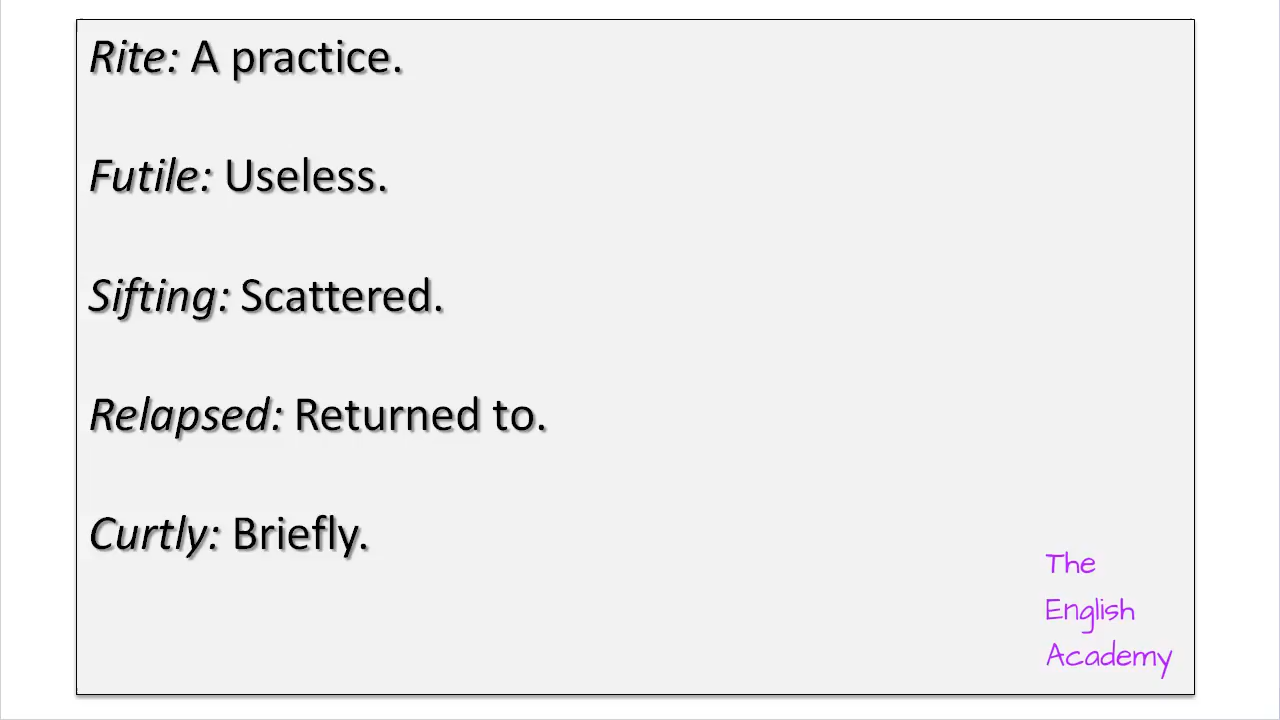 Rite: A practice.
Futile: Useless.
Sifting: Scattered.
Relapsed: Returned to.
Curtly: Briefly.
The
English
Academy